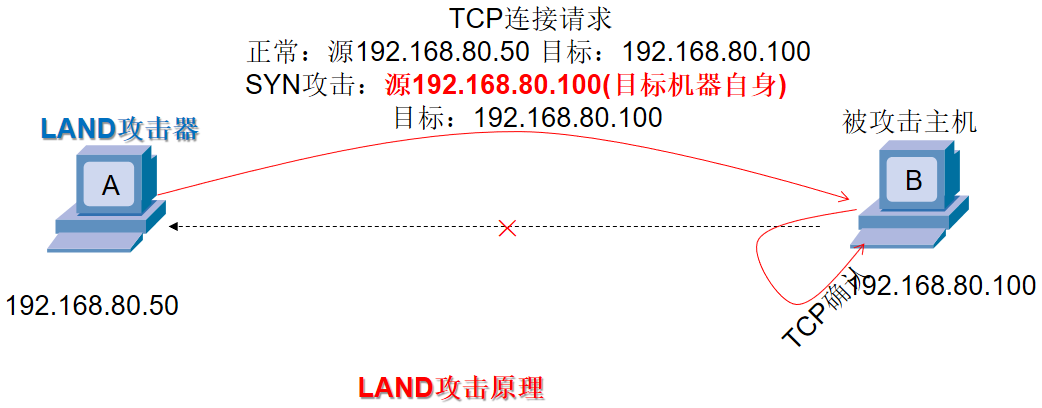 TCP连接请求
正常：源192.168.80.50 目标：192.168.80.100
SYN攻击：源192.168.80.100(目标机器自身)
目标：192.168.80.100
LAND攻击器
被攻击主机
A
B
192.168.80.50
192.168.80.100
TCP确认
LAND攻击原理